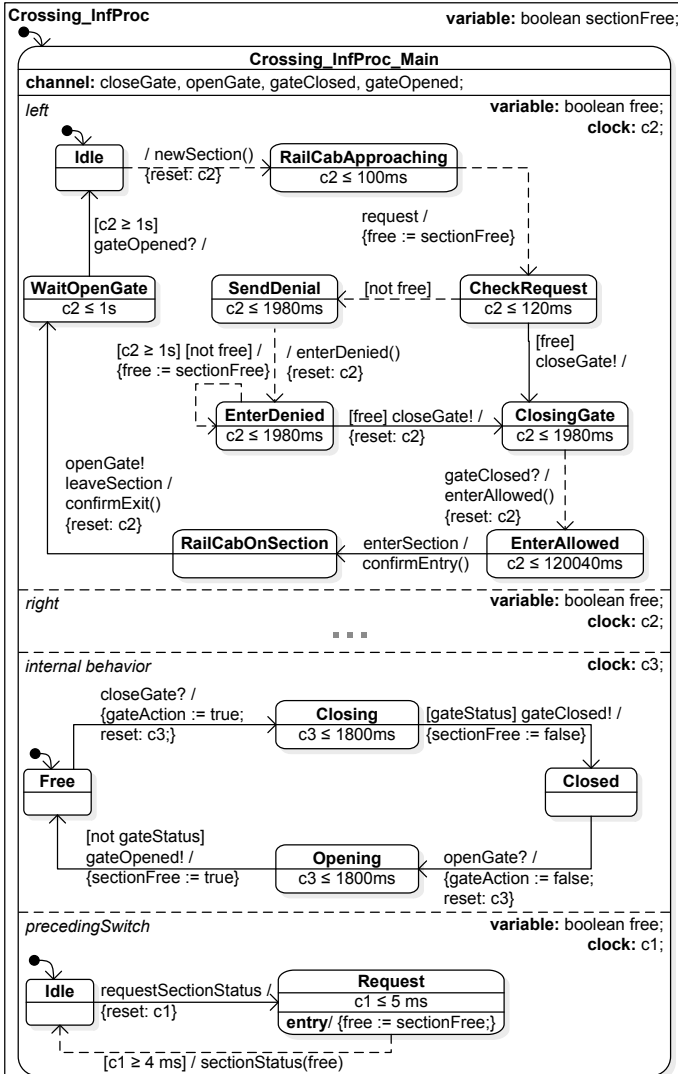 Crossing_InfProc
variable: boolean sectionFree;
Crossing_InfProc_Main
channel: closeGate, openGate, gateClosed, gateOpened;
left
variable: boolean free;
clock: c2;
Idle
/ newSection()
{reset: c2}
RailCabApproaching
c2 ≤ 100ms
[c2 ≥ 1s]
gateOpened? /
request /
{free := sectionFree}
WaitOpenGate
c2 ≤ 1s
SendDenial
c2 ≤ 1980ms
[not free]
CheckRequest
c2 ≤ 120ms
[c2 ≥ 1s] [not free] /
{free := sectionFree}
/ enterDenied()
{reset: c2}
[free]
closeGate! /
EnterDenied
c2 ≤ 1980ms
[free] closeGate! /
{reset: c2}
ClosingGate
c2 ≤ 1980ms
openGate!
leaveSection /
confirmExit()
{reset: c2}
gateClosed? /
enterAllowed()
{reset: c2}
RailCabOnSection
enterSection /
confirmEntry()
EnterAllowed
c2 ≤ 120040ms
right
variable: boolean free;
clock: c2;
internal behavior
clock: c3;
closeGate? /
{gateAction := true;
reset: c3;}
Closing
c3 ≤ 1800ms
[gateStatus] gateClosed! /
{sectionFree := false}
Free
Closed
[not gateStatus]
gateOpened! /
{sectionFree := true}
Opening
c3 ≤ 1800ms
openGate? /
{gateAction := false;
reset: c3}
precedingSwitch
variable: boolean free;
clock: c1;
Idle
requestSectionStatus /
{reset: c1}
Request
c1 ≤ 5 ms
entry/ {free := sectionFree;}
[c1 ≥ 4 ms] / sectionStatus(free)